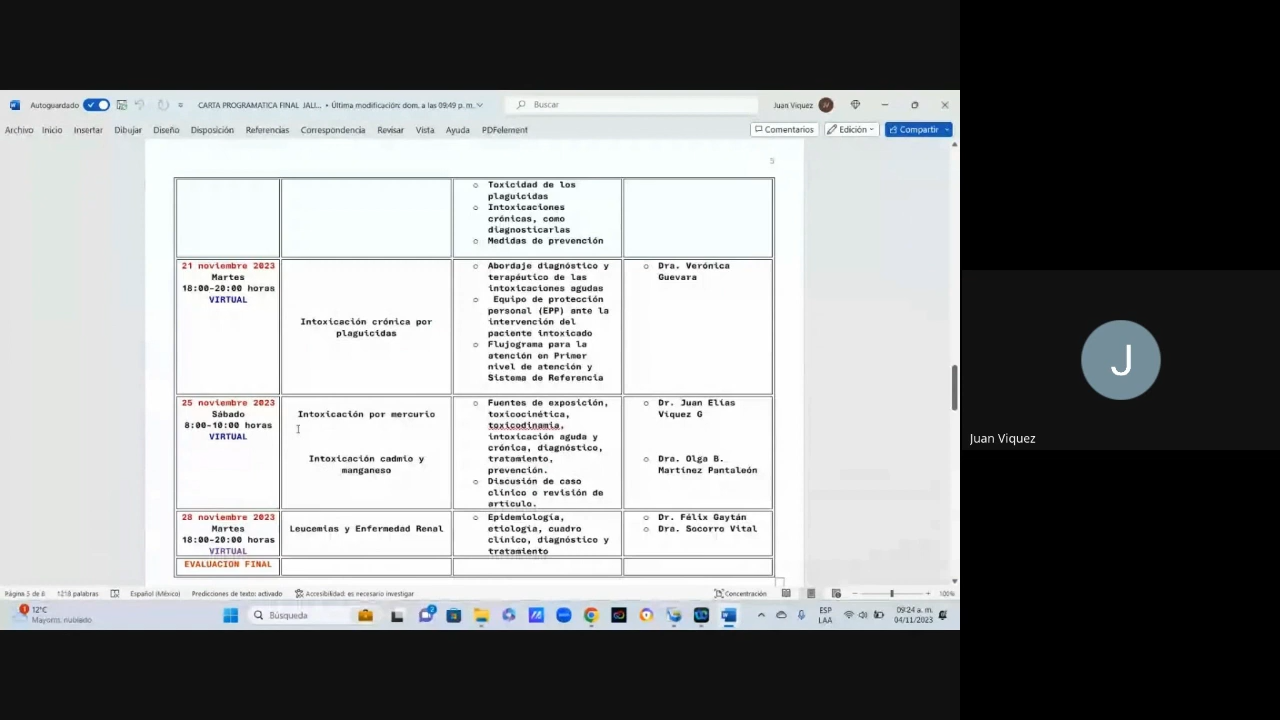 Autoguardado
CARTA PROGRAMATICA FINAL JALI... • Última modificación: dom. a las 09:49 p. m.
Buscar
Juan Viquez
Archivo Inicio Insertar Dibujar Diseño Disposición Referencias Correspondencia Revisar Vista Ayuda PDFelement
Comentarios Edición Compartir
5
o Toxicidad de los
plaguicidas
o Intoxicaciones
crónicas, como
diagnosticarlas
o Medidas de prevención
21 noviembre 2023
Martes
18:00-20:00 horas
VIRTUAL
Intoxicación crónica por
plaguicidas
o Abordaje diagnóstico y
terapéutico de las
intoxicaciones agudas
o Equipo de protección
personal (EPP) ante la
intervención del
paciente intoxicado
o Flujograma para la
atención en Primer
nivel de atención y
Sistema de Referencia
o Dra. Verónica
Guevara
25 noviembre 2023
Sábado
8:00-10:00 horas
VIRTUAL
Intoxicación por mercurio
Intoxicación cadmio y
manganeso
o Fuentes de exposición,
toxicocinética,
toxicodinamia,
intoxicación aguda y
crónica, diagnóstico,
tratamiento,
prevención.
o Discusión de caso
clínico o revisión de
artículo.
o Dr. Juan Elías
Viquez G
o Dra. Olga B.
Martínez Pantaleón
28 noviembre 2023
Martes
18:00-20:00 horas
VIRTUAL
Leucemias y Enfermedad Renal
o Epidemiología,
etiología, cuadro
clínico, diagnóstico y
tratamiento
o Dr. Félix Gaytán
o Dra. Socorro Vital
EVALUACION FINAL
Página 5 de 8 1218 palabras Español (México) Predicciones de texto: activado Accesibilidad: es necesario investigar Concentración 100%
12°C
Mayorm. nublado
Búsqueda
ESP
LAA
09:24 a. m.
04/11/2023
J
Juan Viquez